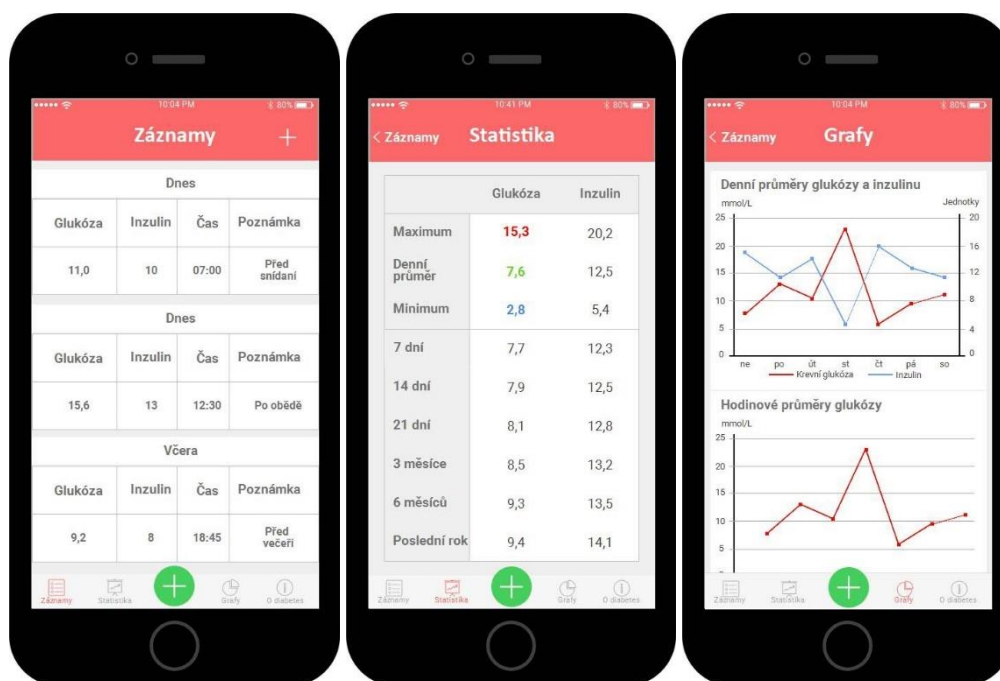 10:04 PM 80%
Záznamy +
Dnes
Glukóza Inzulin Čas Poznámka
11,0 10 07:00 Před snídaní
Dnes
Glukóza Inzulin Čas Poznámka
15,6 13 12:30 Po obědě
Včera
Glukóza Inzulin Čas Poznámka
9,2 8 18:45 Před večeří
Záznamy Statistika Grafy O diabetes
10:41 PM 80%
< Záznamy Statistika
Glukóza Inzulin
Maximum 15,3 20,2
Denní průměr 7,6 12,5
Minimum 2,8 5,4
7 dní 7,7 12,3
14 dní 7,9 12,5
21 dní 8,1 12,8
3 měsíce 8,5 13,2
6 měsíců 9,3 13,5
Poslední rok 9,4 14,1
Záznamy Statistika Grafy O diabetes
10:04 PM 80%
< Záznamy Grafy
Denní průměry glukózy a inzulinu
mmol/L Jednotky
25 20
20 16
15 12
10 8
5 4
0 0
ne po út st čt pá so
Krevní glukóza Inzulin
Hodinové průměry glukózy
mmol/L
25
20
15
10
5
Záznamy Statistika Grafy O diabetes